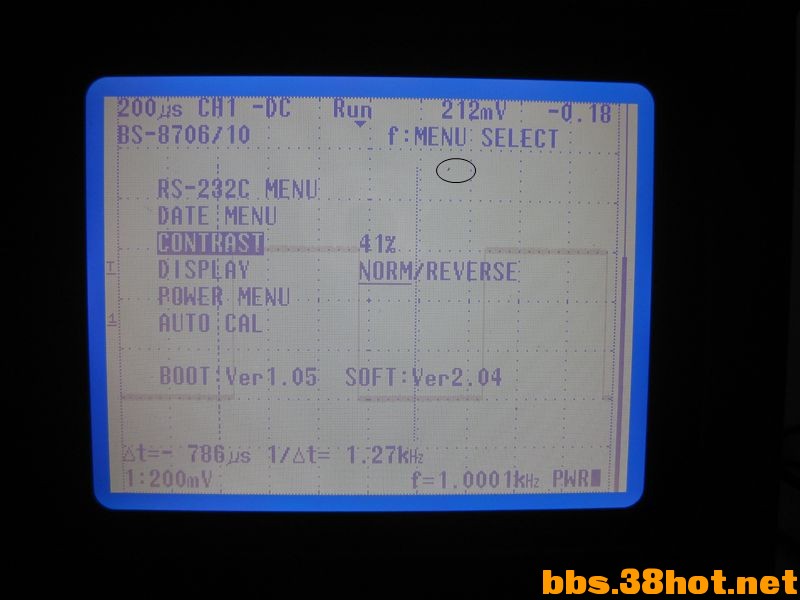 200μs CH1 -DC Run 212mV -0.18
BS-8706/10 f:MENU SELECT
RS-232C MENU
DATE MENU
CONTRAST 41%
DISPLAY NORM/REVERSE
T
POWER MENU
1
AUTO CAL
BOOT:Ver1.05 SOFT:Ver2.04
Δt=- 786μs 1/Δt= 1.27kHz
1:200mV f=1.0001kHz PWR
bbs.38hot.net